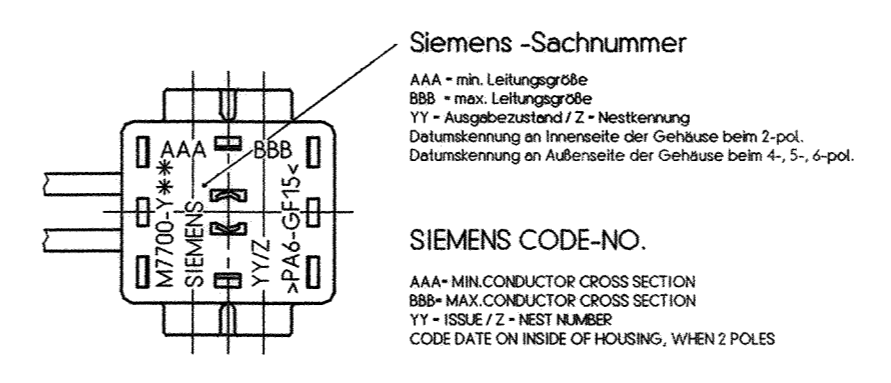 Siemens -Sachnummer
AAA - min. Leitungsgröße
BBB - max. Leitungsgröße
YY - Ausgabezustand / Z - Nestkennung
Datumskennung an Innenseite der Gehäuse beim 2-pol.
Datumskennung an Außenseite der Gehäuse beim 4-, 5-, 6-pol.
AAA
BBB
M7700-Y**
SIEMENS
YY/Z
>PA6-GF15<
SIEMENS CODE-NO.
AAA- MIN.CONDUCTOR CROSS SECTION
BBB- MAX.CONDUCTOR CROSS SECTION
YY - ISSUE / Z - NEST NUMBER
CODE DATE ON INSIDE OF HOUSING, WHEN 2 POLES